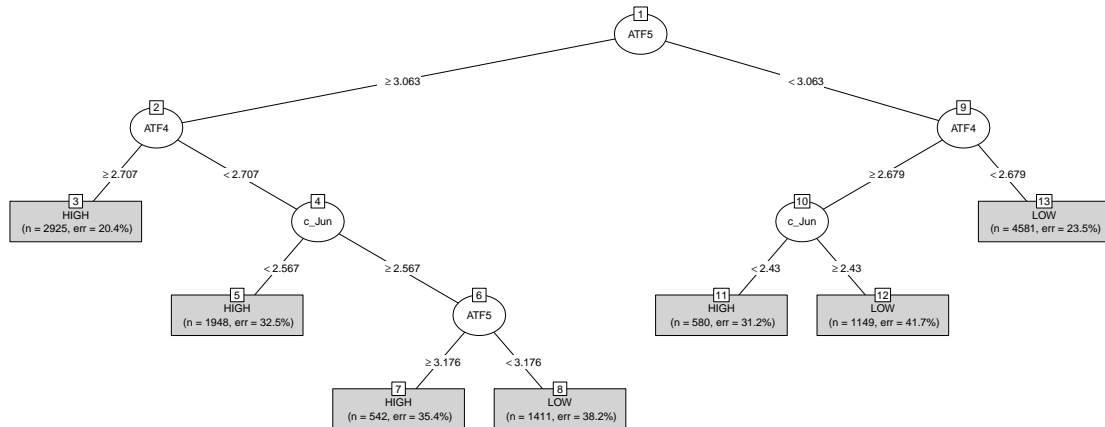 1
ATF5
≥ 3.063
< 3.063
2
ATF4
9
ATF4
≥ 2.707
< 2.707
≥ 2.679
< 2.679
3
HIGH
(n = 2925, err = 20.4%)
4
c_Jun
10
c_Jun
13
LOW
(n = 4581, err = 23.5%)
< 2.567
≥ 2.567
< 2.43
≥ 2.43
5
HIGH
(n = 1948, err = 32.5%)
6
ATF5
11
HIGH
(n = 580, err = 31.2%)
12
LOW
(n = 1149, err = 41.7%)
≥ 3.176
< 3.176
7
HIGH
(n = 542, err = 35.4%)
8
LOW
(n = 1411, err = 38.2%)